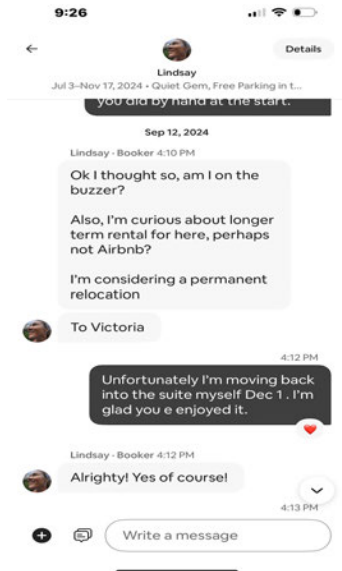 9:26
Details
Lindsay
Jul 3–Nov 17, 2024 • Quiet Gem, Free Parking in t...
you did by hand at the start.
Sep 12, 2024
Lindsay · Booker 4:10 PM
Ok I thought so, am I on the
buzzer?
Also, I'm curious about longer
term rental for here, perhaps
not Airbnb?
I'm considering a permanent
relocation
To Victoria
4:12 PM
Unfortunately I'm moving back
into the suite myself Dec 1 . I'm
glad you e enjoyed it.
Lindsay · Booker 4:12 PM
Alrighty! Yes of course!
4:13 PM
Write a message